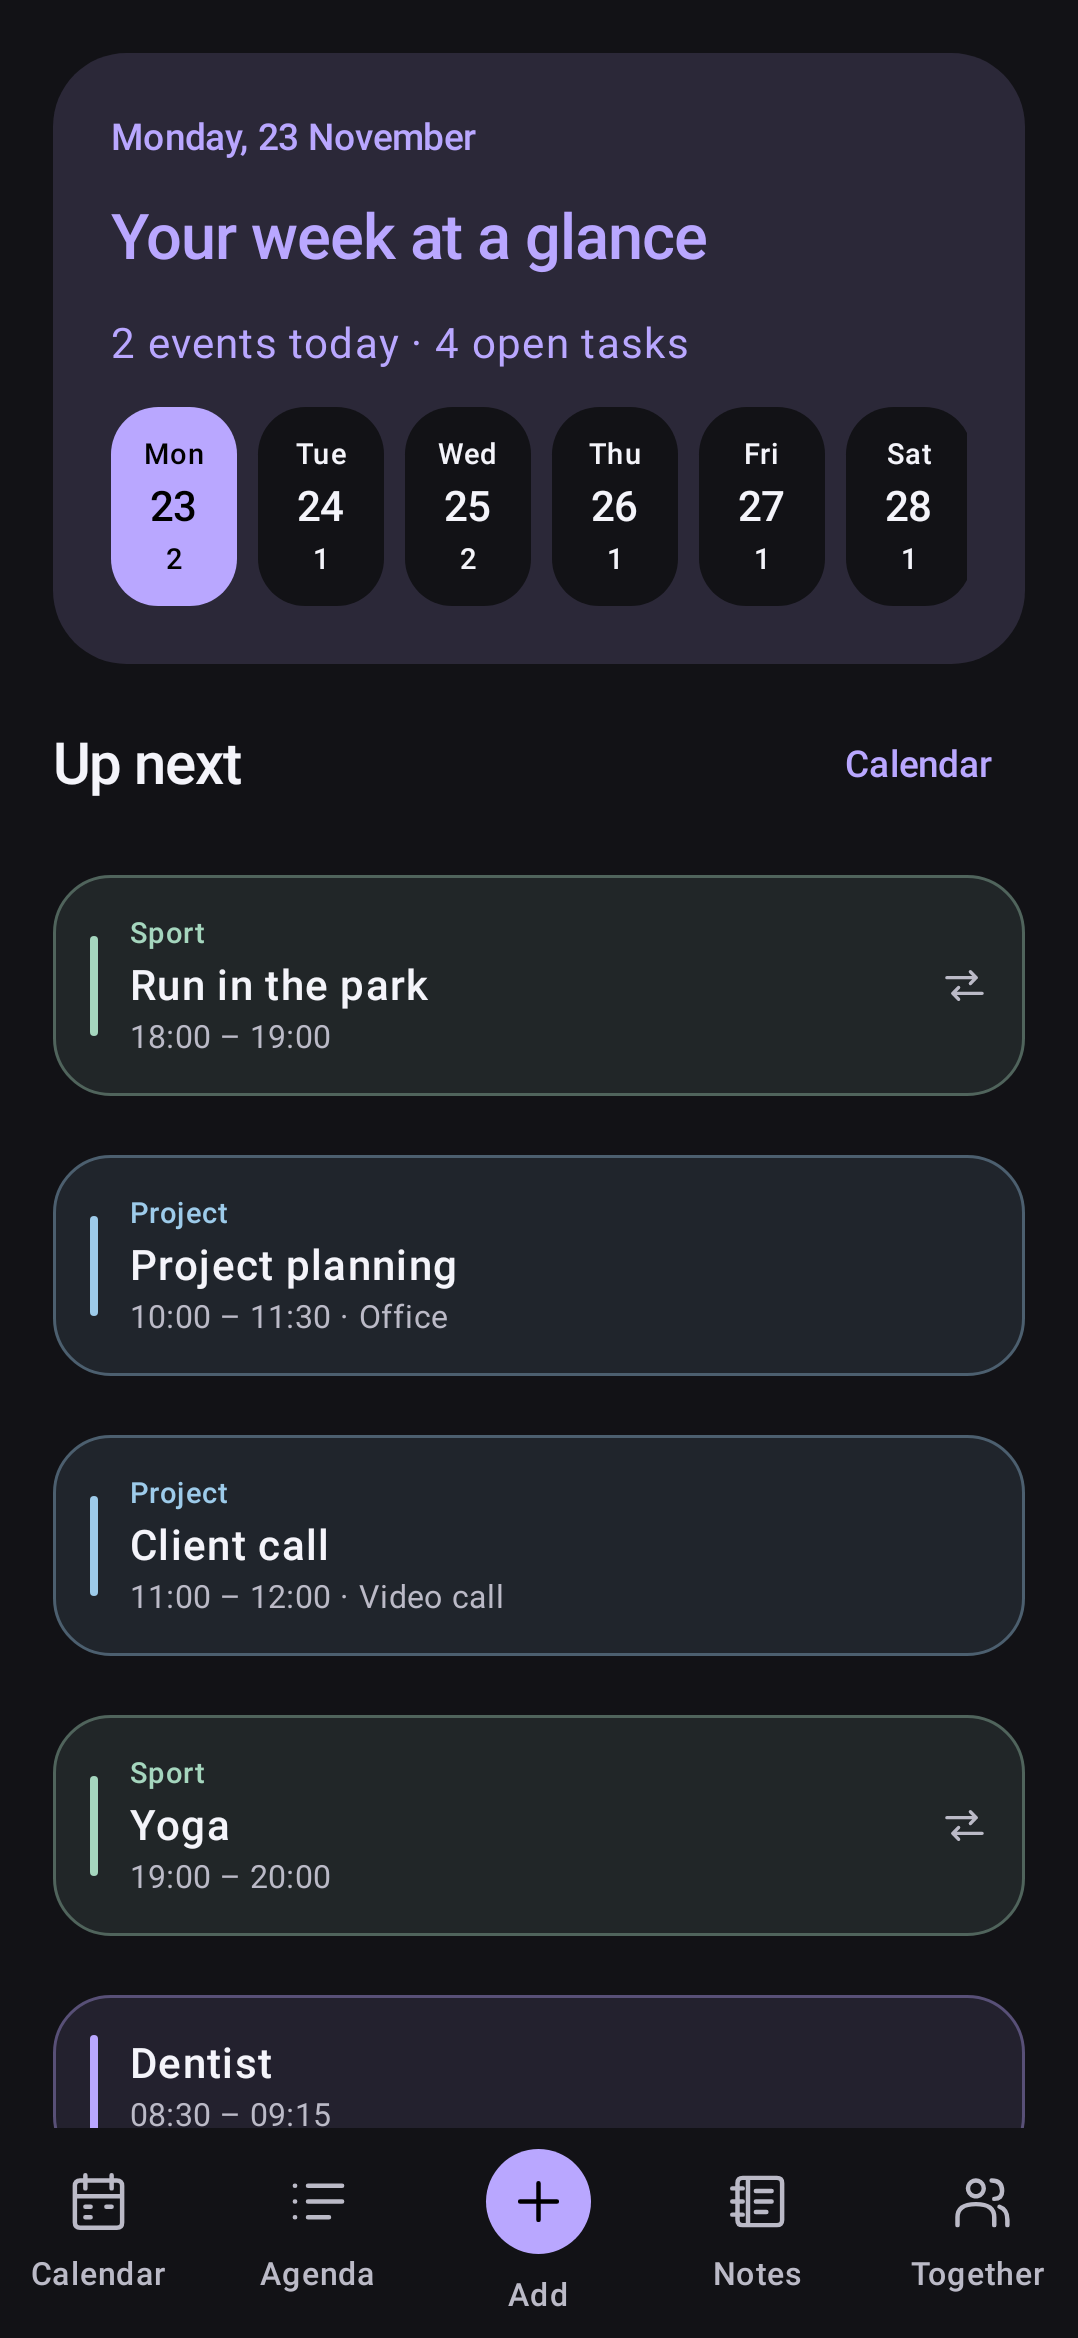 Monday, 23 November
Your week at a glance
2 events today · 4 open tasks
Mon Tue Wed Thu Fri Sat
23 24 25 26 27 28
2 1 2 1 1 1
Up next
Calendar
Sport
Run in the park
18:00 – 19:00
Project
Project planning
10:00 – 11:30 · Office
Project
Client call
11:00 – 12:00 · Video call
Sport
Yoga
19:00 – 20:00
Dentist
08:30 – 09:15
Calendar
Agenda
Add
Notes
Together